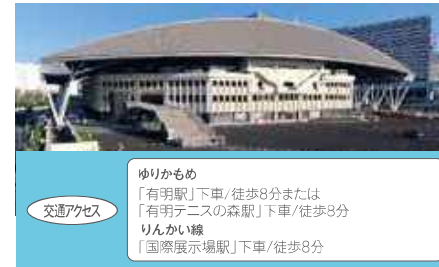 交通アクセス
ゆりかもめ
「有明駅」下車/徒歩8分または
「有明テニスの森駅」下車/徒歩8分
りんかい線
「国際展示場駅」下車/徒歩8分